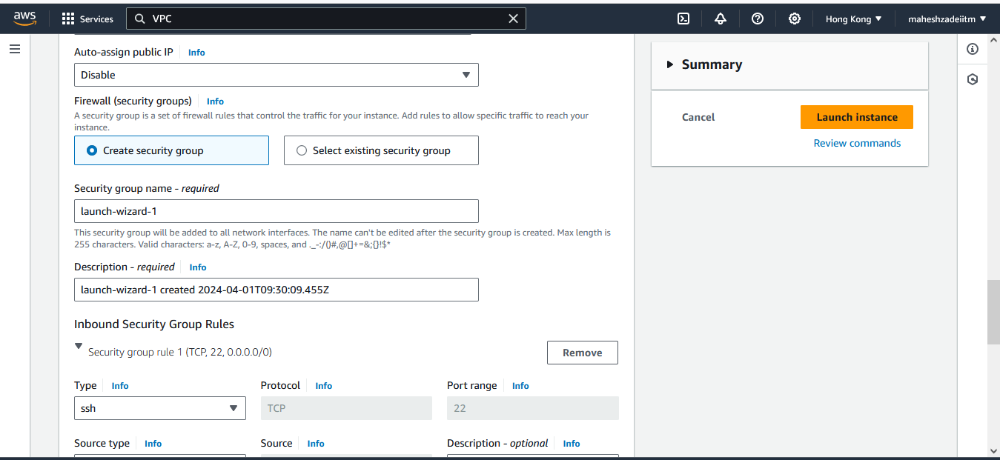 aws
Services
VPC
Hong Kong
maheshzadeiitm
Auto-assign public IP
Info
Disable
Firewall (security groups)
Info
A security group is a set of firewall rules that control the traffic for your instance. Add rules to allow specific traffic to reach your
instance.
Create security group
Select existing security group
Security group name - required
launch-wizard-1
This security group will be added to all network interfaces. The name can't be edited after the security group is created. Max length is
255 characters. Valid characters: a-z, A-Z, 0-9, spaces, and ._-:/()#,@[]+=&;{}!$*
Description - required
Info
launch-wizard-1 created 2024-04-01T09:30:09.455Z
Inbound Security Group Rules
Security group rule 1 (TCP, 22, 0.0.0.0/0)
Remove
Type
Info
Protocol
Info
Port range
Info
ssh
TCP
22
Source type
Info
Source
Info
Description - optional
Info
Summary
Cancel
Launch instance
Review commands